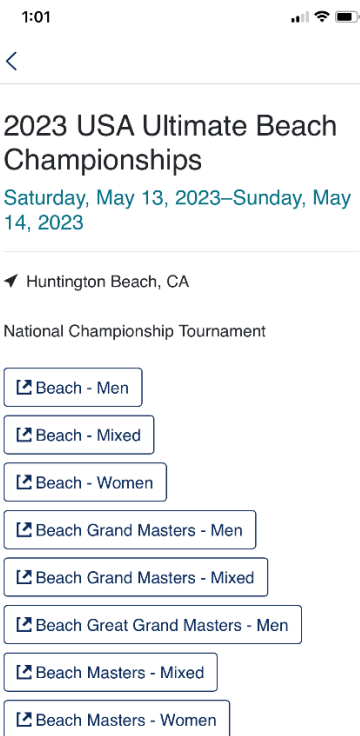 1:01
2023 USA Ultimate Beach
Championships
Saturday, May 13, 2023–Sunday, May
14, 2023
Huntington Beach, CA
National Championship Tournament
Beach - Men
Beach - Mixed
Beach - Women
Beach Grand Masters - Men
Beach Grand Masters - Mixed
Beach Great Grand Masters - Men
Beach Masters - Mixed
Beach Masters - Women